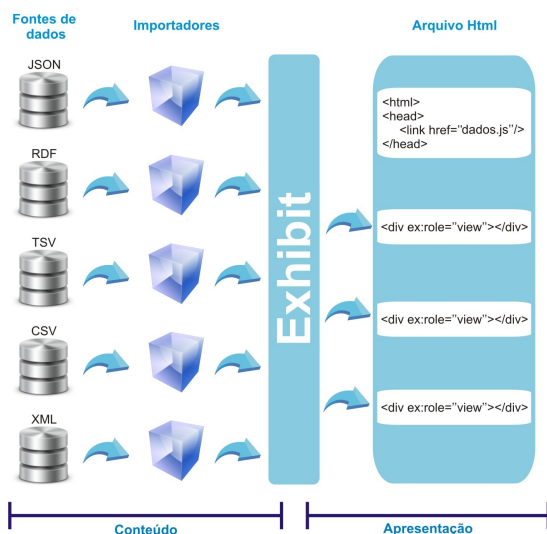 Fontes de
dados
Importadores
Arquivo Html
JSON
RDF
TSV
CSV
XML
Exhibit
<html>
<head>
<link href="dados.js"/>
</head>
<div ex:role="view"></div>
<div ex:role="view"></div>
<div ex:role="view"></div>
Conteúdo
Apresentação